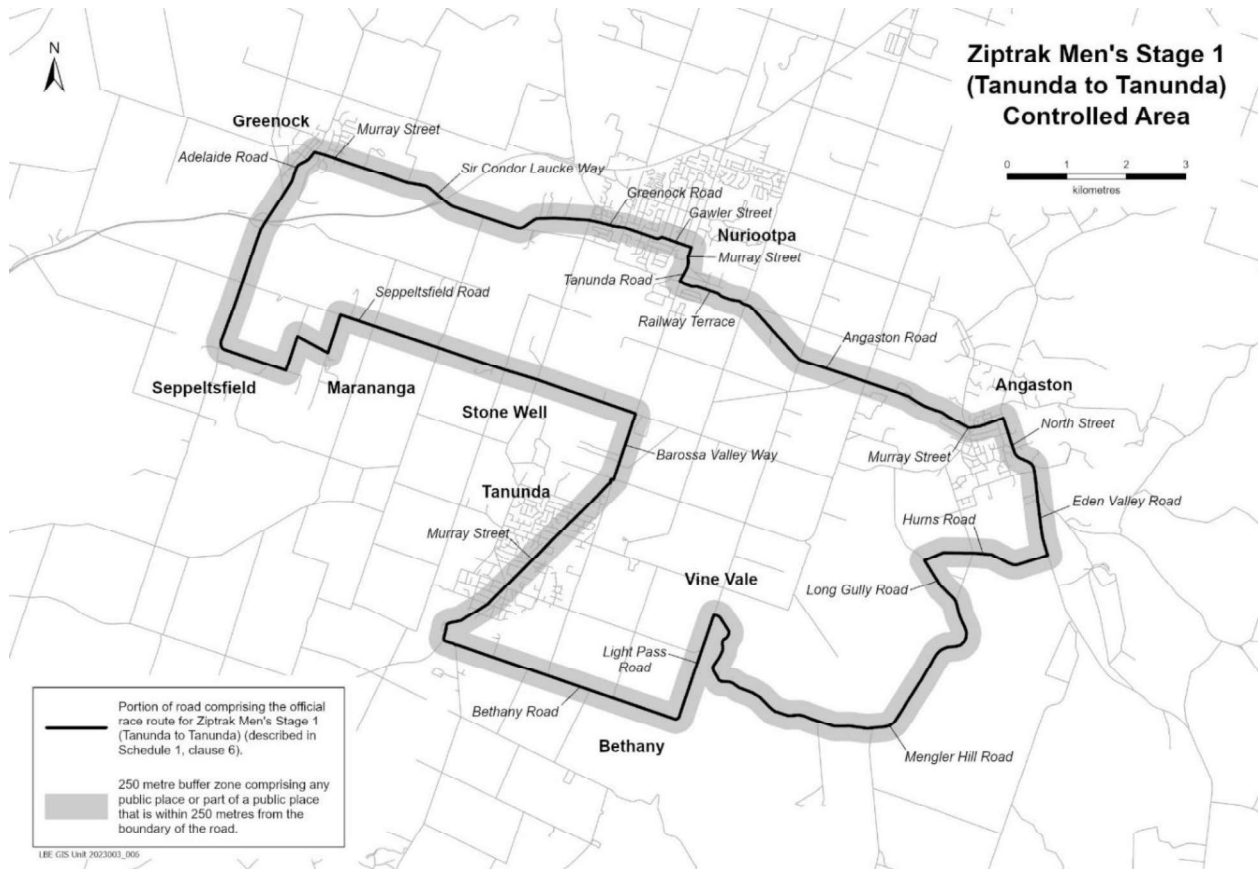 N
Ziptrak Men's Stage 1
(Tanunda to Tanunda)
Controlled Area
0 1 2 3
kilometres
Greenock
Murray Street
Adelaide Road
Sir Condor Laucke Way
Greenock Road
Gawler Street
Nuriootpa
Murray Street
Tanunda Road
Seppeltsfield Road
Railway Terrace
Angaston Road
Seppeltsfield
Marananga
Angaston
Stone Well
North Street
Murray Street
Barossa Valley Way
Tanunda
Eden Valley Road
Hurns Road
Murray Street
Vine Vale
Long Gully Road
Light Pass
Road
Bethany Road
Bethany
Mengler Hill Road
Portion of road comprising the official
race route for Ziptrak Men's Stage 1
(Tanunda to Tanunda) (described in
Schedule 1, clause 6).
250 metre buffer zone comprising any
public place or part of a public place
that is within 250 metres from the
boundary of the road.
LBE GIS Unit 2023003_006